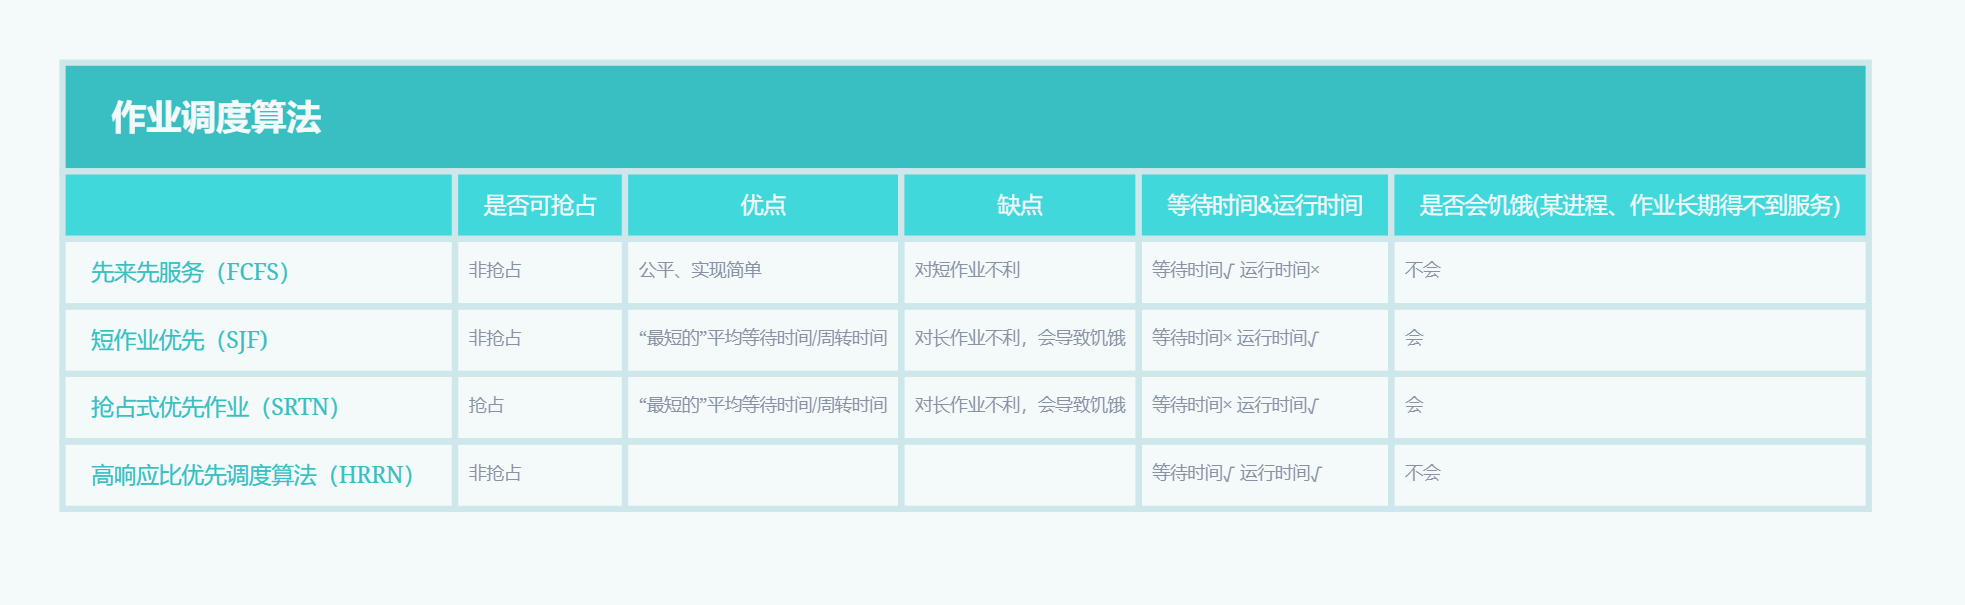 作业调度算法
是否可抢占 优点 缺点 等待时间&运行时间 是否会饥饿(某进程、作业长期得不到服务)
先来先服务（FCFS） 非抢占 公平、实现简单 对短作业不利 等待时间√ 运行时间× 不会
短作业优先（SJF） 非抢占 “最短的”平均等待时间/周转时间 对长作业不利，会导致饥饿 等待时间× 运行时间√ 会
抢占式优先作业（SRTN） 抢占 “最短的”平均等待时间/周转时间 对长作业不利，会导致饥饿 等待时间× 运行时间√ 会
高响应比优先调度算法（HRRN） 非抢占 等待时间√ 运行时间√ 不会